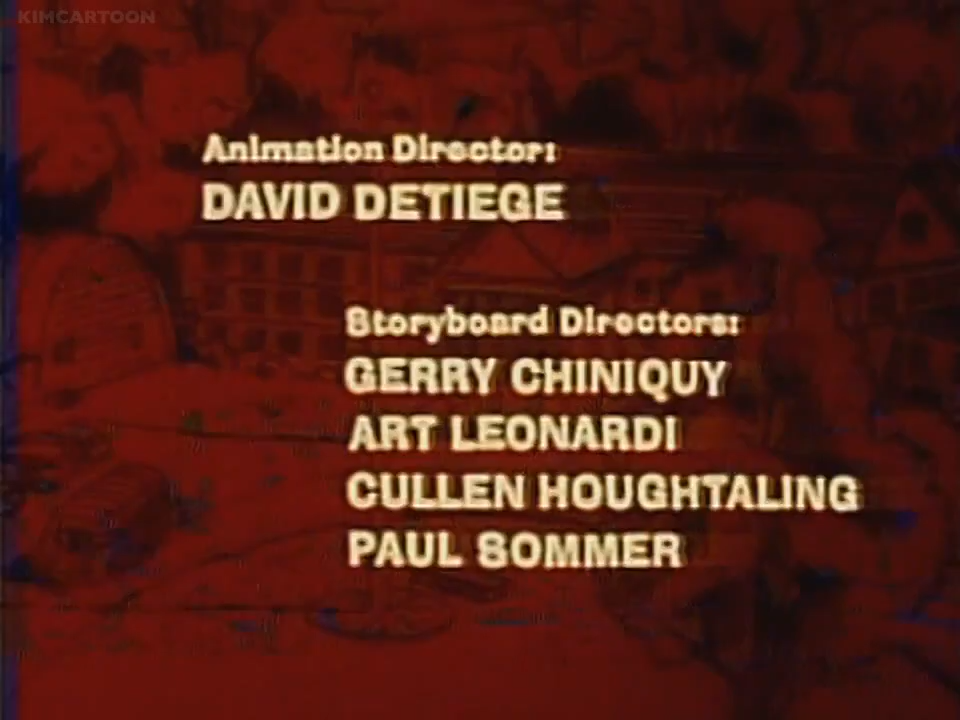 KIMCARTOON
Animation Director:
DAVID DETIEGE
Storyboard Directors:
GERRY CHINIQUY
ART LEONARDI
CULLEN HOUGHTALING
PAUL SOMMER